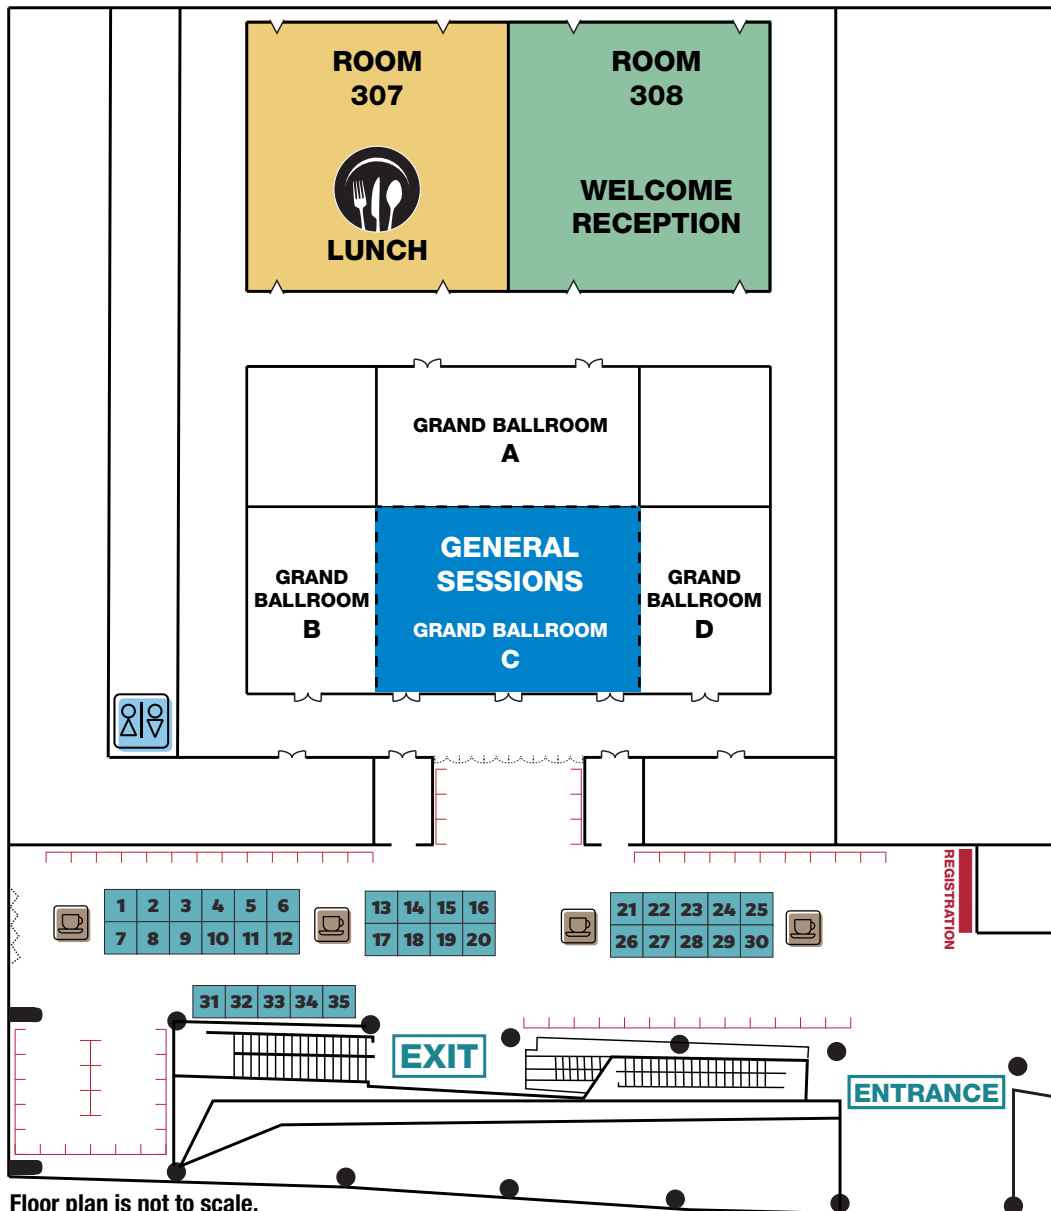 ROOM
307
LUNCH
ROOM
308
WELCOME
RECEPTION
GRAND BALLROOM
A
GRAND
BALLROOM
B
GENERAL
SESSIONS
GRAND BALLROOM
C
GRAND
BALLROOM
D
REGISTRATION
1 2 3 4 5 6
7 8 9 10 11 12
13 14 15 16
17 18 19 20
21 22 23 24 25
26 27 28 29 30
31 32 33 34 35
EXIT
ENTRANCE
Floor plan is not to scale.